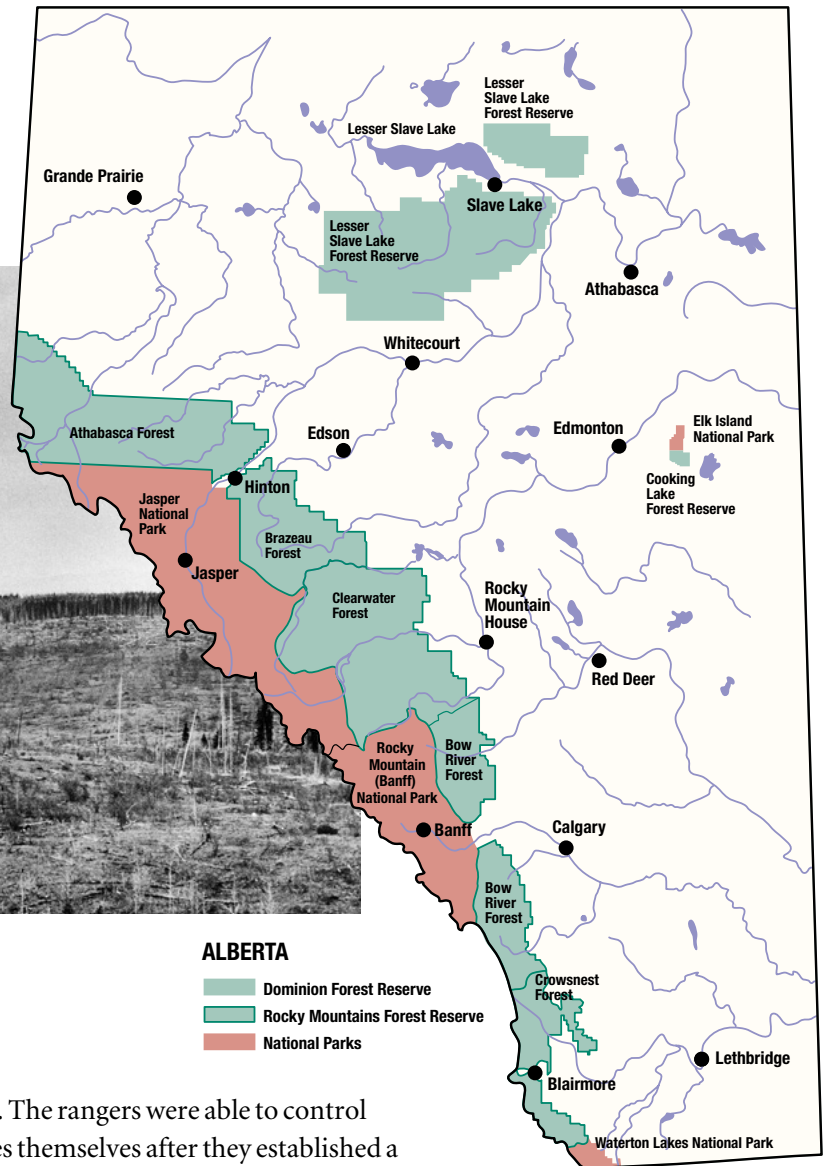 Lesser
Slave Lake
Forest Reserve
Lesser Slave Lake
Grande Prairie
Slave Lake
Lesser
Slave Lake
Forest Reserve
Athabasca
Whitecourt
Athabasca Forest
Edson
Edmonton
Elk Island
National Park
Cooking
Lake
Forest Reserve
Hinton
Jasper
National
Park
Brazeau
Forest
Jasper
Clearwater
Forest
Rocky
Mountain
House
Red Deer
Rocky
Mountain
(Banff)
National Park
Bow
River
Forest
Banff
Calgary
Bow
River
Forest
Crowsnest
Forest
Lethbridge
Blairmore
Waterton Lakes National Park
ALBERTA
Dominion Forest Reserve
Rocky Mountains Forest Reserve
National Parks
. The rangers were able to control
es themselves after they established a